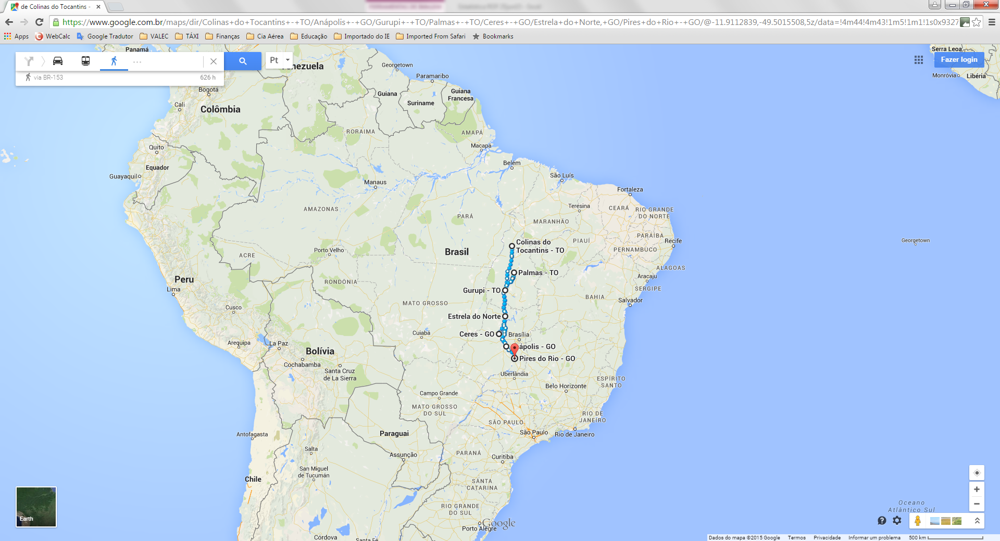 de Colinas do Tocantins -
https://www.google.com.br/maps/dir/Colinas+do+Tocantins+-+TO/Anápolis+-+GO/Gurupi+-+TO/Palmas+-+TO/Ceres+-+GO/Estrela+do+Norte,+GO/Pires+do+Rio+-+GO/@-11.9112839,-49.5015508,5z/data=!4m44!4m43!1m5!1m1!1s0x9327
Apps WebCalc Google Tradutor VALEC TÁXI Finanças Cia Aérea Educação Importado do IE Imported From Safari Bookmarks
Pt
Fazer login
via BR-153 626 h
Panamá
nezuela
Georgetown
Paramaribo
Serra Leoa
Monróvia
Libéria
Bogotá
Guiana
Guiana
Francesa
Suriname
Cali
Colômbia
RORAIMA
AMAPÁ
Macapá
Quito
Equador
Belém
Guayaquil
Manaus
São Luís
Fortaleza
AMAZONAS
PARÁ
Teresina
CEARÁ
RIO GRANDE
DO NORTE
MARANHÃO
PARAÍBA
PIAUÍ
Recife
Georgetown
Colinas do
Tocantins - TO
PERNAMBUCO
Porto Velho
Brasil
ACRE
ALAGOAS
Palmas - TO
Aracaju
SERGIPE
Peru
Lima
RONDÔNIA
Gurupi - TO
BAHIA
Salvador
MATO GROSSO
Cusco
Estrela do Norte
Cuiabá
Ceres - GO
Brasília
Arequipa
La Paz
Bolívia
ápolis - GO
Pires do Rio - GO
Cochabamba
Santa Cruz
de La Sierra
Uberlândia
ESPÍRITO
SANTO
Belo Horizonte
Campo Grande
MATO GROSSO
DO SUL
RIO DE
JANEIRO
SÃO PAULO
Antofagasta
Paraguai
São Paulo
Rio de Janeiro
Salta
Assunção
PARANÁ
Curitiba
San Miguel
de Tucumán
Chile
SANTA
CATARINA
RIO GRANDE
DO SUL
Oceano
Atlântico Sul
Earth
Google
Porto Alegre
Córdova
Santa Fé
Dados do mapa ©2015 Google Termos Privacidade Informar um problema 500 km